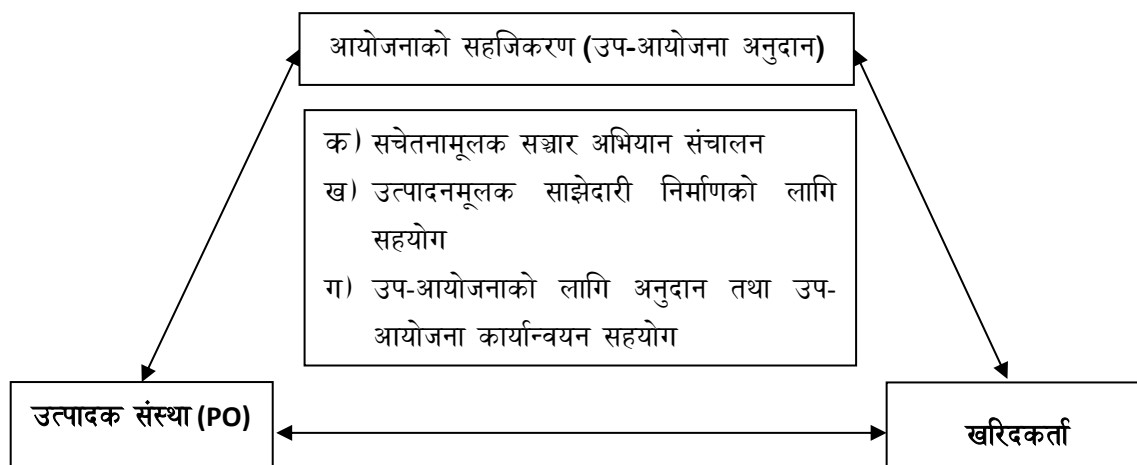 आयोजनाको सहजिकरण (उप-आयोजना अनुदान)
क) सचेतनामूलक सञ्चार अभियान संचालन
ख) उत्पादनमूलक साझेदारी निर्माणको लागि
सहयोग
ग) उप-आयोजनाको लागि अनुदान तथा उप-
आयोजना कार्यान्वयन सहयोग
उत्पादक संस्था (PO)
खरिदकर्ता